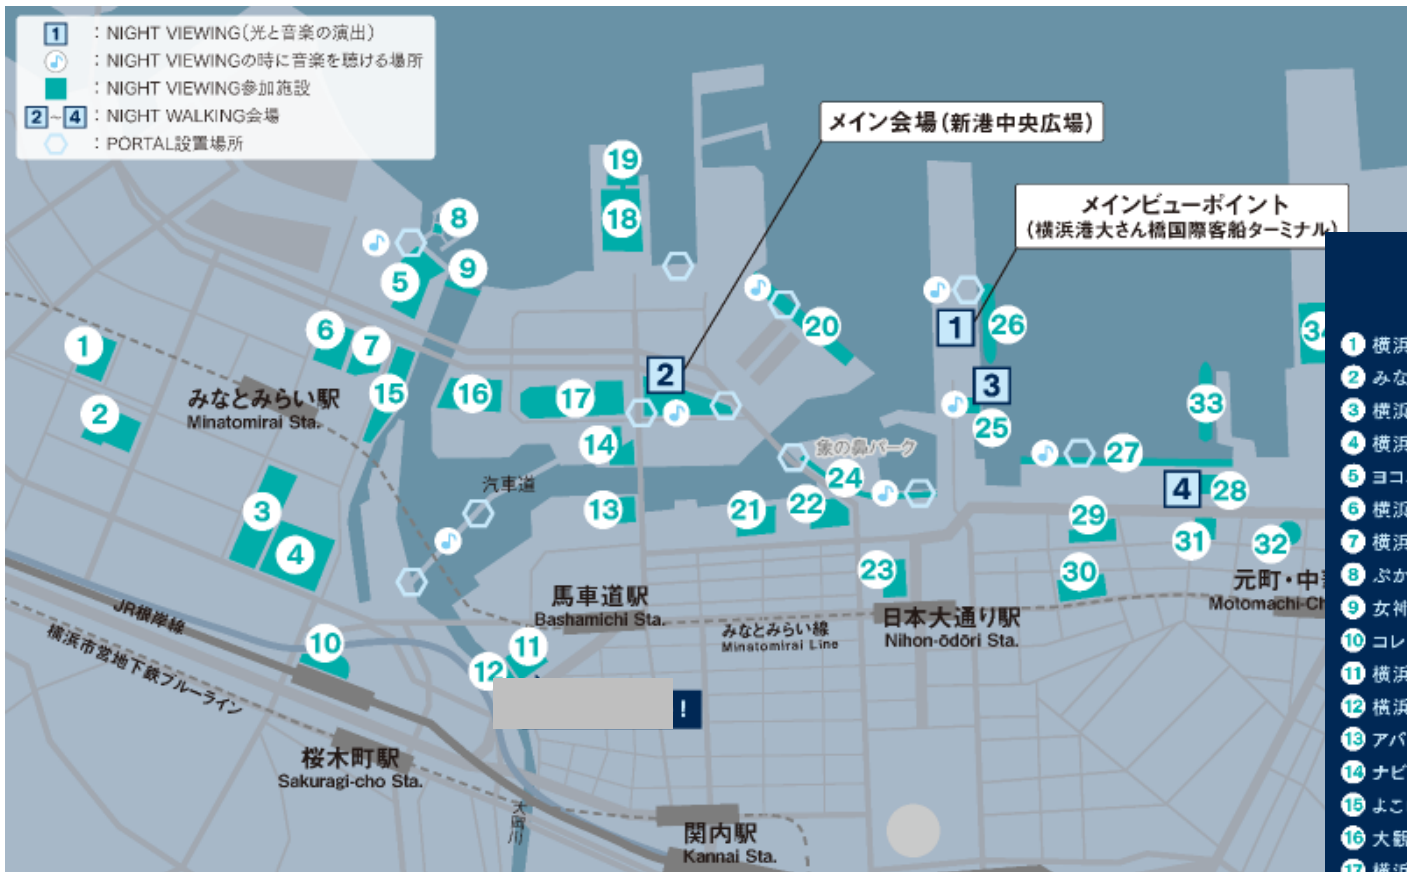 1 : NIGHT VIEWING(光と音楽の演出)
♪ : NIGHT VIEWINGの時に音楽を聴ける場所
: NIGHT VIEWING参加施設
2～4 : NIGHT WALKING会場
: PORTAL設置場所
メイン会場(新港中央広場)
メインビューポイント
(横浜港大さん橋国際客船ターミナル)
19
18
8
9
5
6
7
1
2
15
16
17
2
14
13
20
1
26
3
25
33
34
みなとみらい駅
Minatomirai Sta.
汽車道
象の鼻パーク
24
27
4
28
3
4
21
22
29
31
32
23
30
馬車道駅
Bashamichi Sta.
みなとみらい線
Minatomirai Line
日本大通り駅
Nihon-ōdōri Sta.
元町・中
Motomachi-Ch
JR根岸線
横浜市営地下鉄ブルーライン
10
11
12
!
桜木町駅
Sakuragi-cho Sta.
大岡川
関内駅
Kannai Sta.
1 横浜
2 みな
3 横浜
4 横浜
5 ヨコ
6 横浜
7 横浜
8 ぷか
9 女神
10 コレ
11 横浜
12 横浜
13 アパ
14 ナビ
15 よこ
16 大観
17 横浜